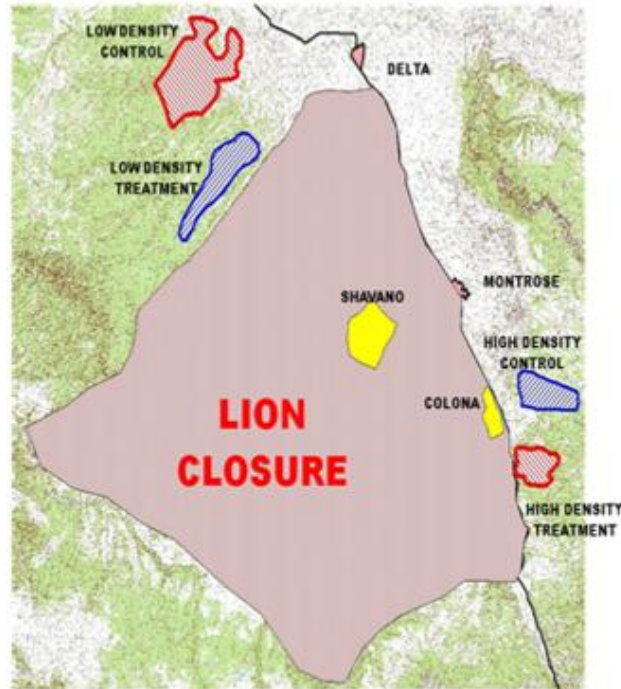 LOW DENSITY
CONTROL
DELTA
LOW DENSITY
TREATMENT
MONTROSE
SHAVANO
HIGH DENSITY
CONTROL
COLONA
LION
CLOSURE
HIGH DENSITY
TREATMENT